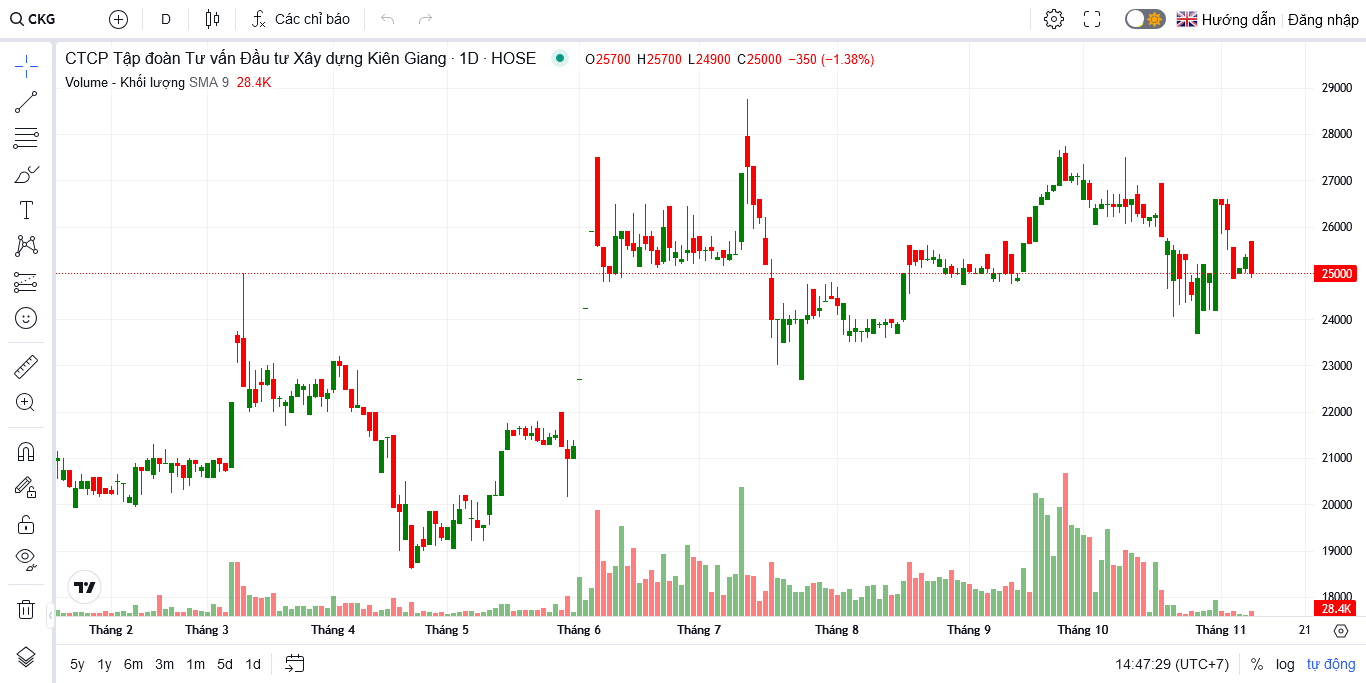 CKG D Các chỉ báo Hướng dẫn Đăng nhập
CTCP Tập đoàn Tư vấn Đầu tư Xây dựng Kiên Giang · 1D · HOSE O25700 H25700 L24900 C25000 −350 (−1.38%)
Volume - Khối lượng SMA 9 28.4K
29000
28000
27000
26000
25000
24000
23000
22000
21000
20000
19000
18000
28.4K
Tháng 2 Tháng 3 Tháng 4 Tháng 5 Tháng 6 Tháng 7 Tháng 8 Tháng 9 Tháng 10 Tháng 11 21
5y 1y 6m 3m 1m 5d 1d 14:47:29 (UTC+7) % log tự động